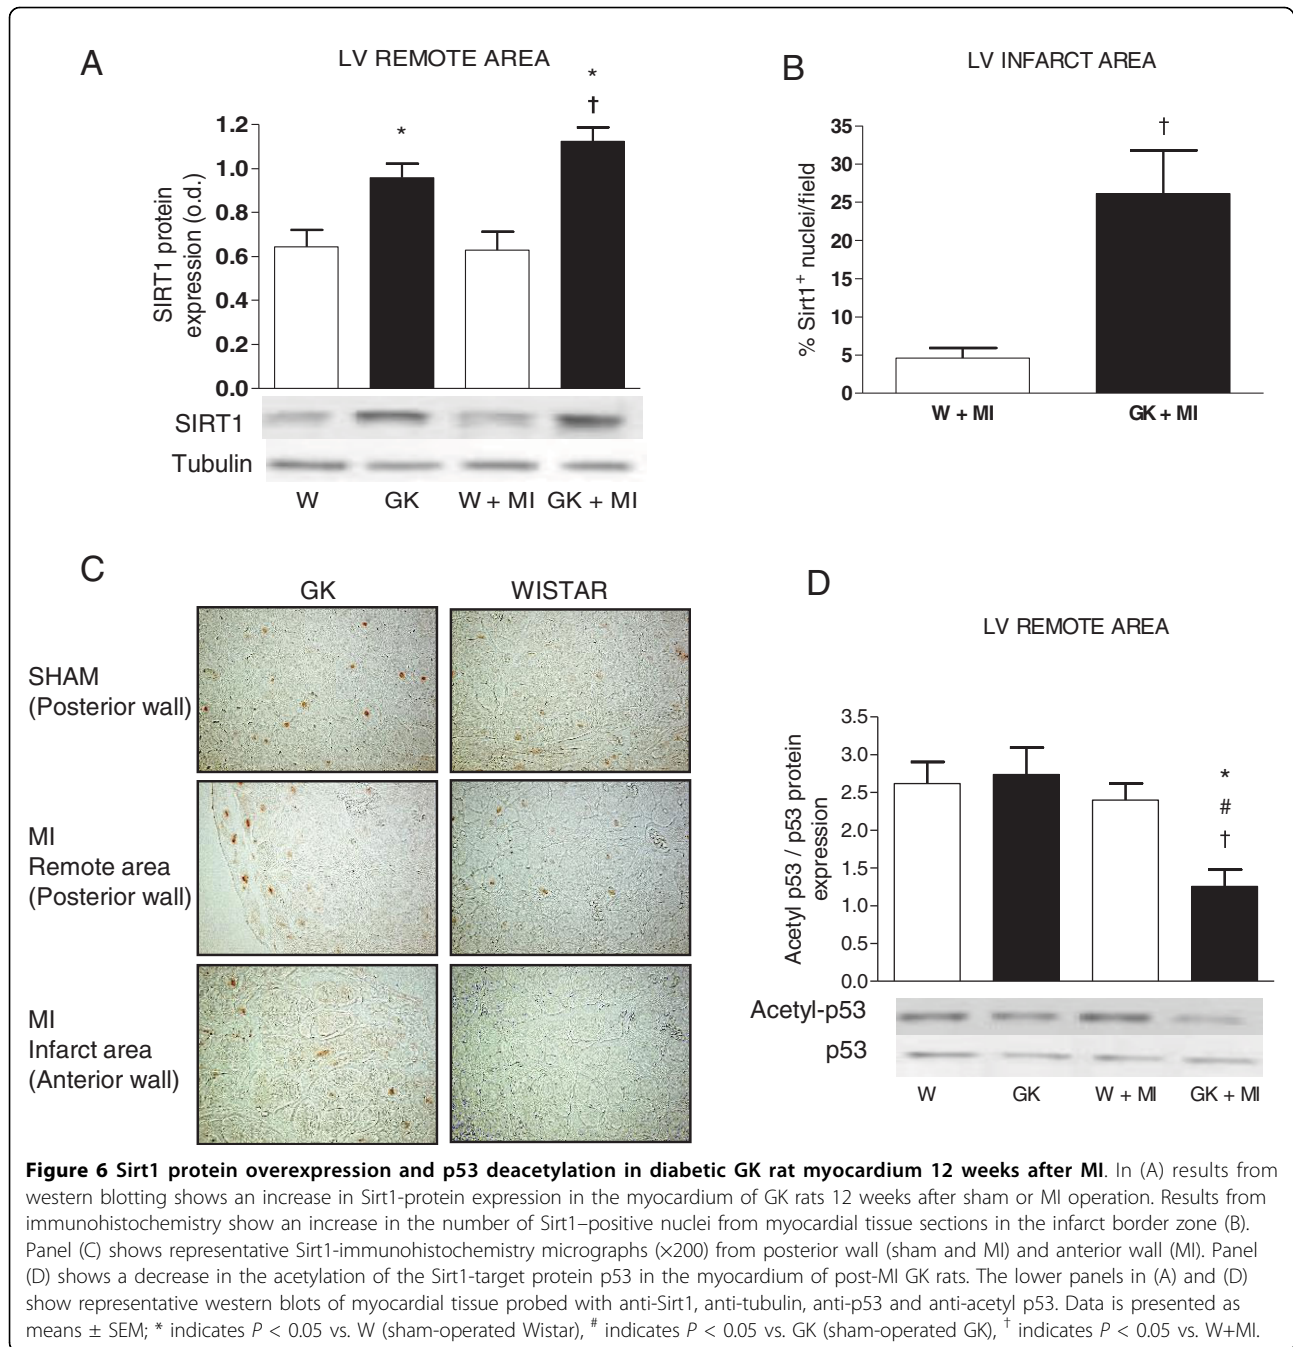 A
LV REMOTE AREA
*
*
†
SIRT1 protein
expression (o.d.)
1.2
1.0
0.8
0.6
0.4
0.2
0.0
SIRT1
Tubulin
W GK W + MI GK + MI
B
LV INFARCT AREA
†
% Sirt1⁺ nuclei/field
35
30
25
20
15
10
5
0
W + MI GK + MI
C
GK WISTAR
SHAM
(Posterior wall)
MI
Remote area
(Posterior wall)
MI
Infarct area
(Anterior wall)
D
LV REMOTE AREA
*
#
†
Acetyl p53 / p53 protein
expression
3.5
3.0
2.5
2.0
1.5
1.0
0.5
0.0
Acetyl-p53
p53
W GK W + MI GK + MI
Figure 6 Sirt1 protein overexpression and p53 deacetylation in diabetic GK rat myocardium 12 weeks after MI. In (A) results from
western blotting shows an increase in Sirt1-protein expression in the myocardium of GK rats 12 weeks after sham or MI operation. Results from
immunohistochemistry show an increase in the number of Sirt1–positive nuclei from myocardial tissue sections in the infarct border zone (B).
Panel (C) shows representative Sirt1-immunohistochemistry micrographs (×200) from posterior wall (sham and MI) and anterior wall (MI). Panel
(D) shows a decrease in the acetylation of the Sirt1-target protein p53 in the myocardium of post-MI GK rats. The lower panels in (A) and (D)
show representative western blots of myocardial tissue probed with anti-Sirt1, anti-tubulin, anti-p53 and anti-acetyl p53. Data is presented as
means ± SEM; * indicates P < 0.05 vs. W (sham-operated Wistar), # indicates P < 0.05 vs. GK (sham-operated GK), † indicates P < 0.05 vs. W+MI.